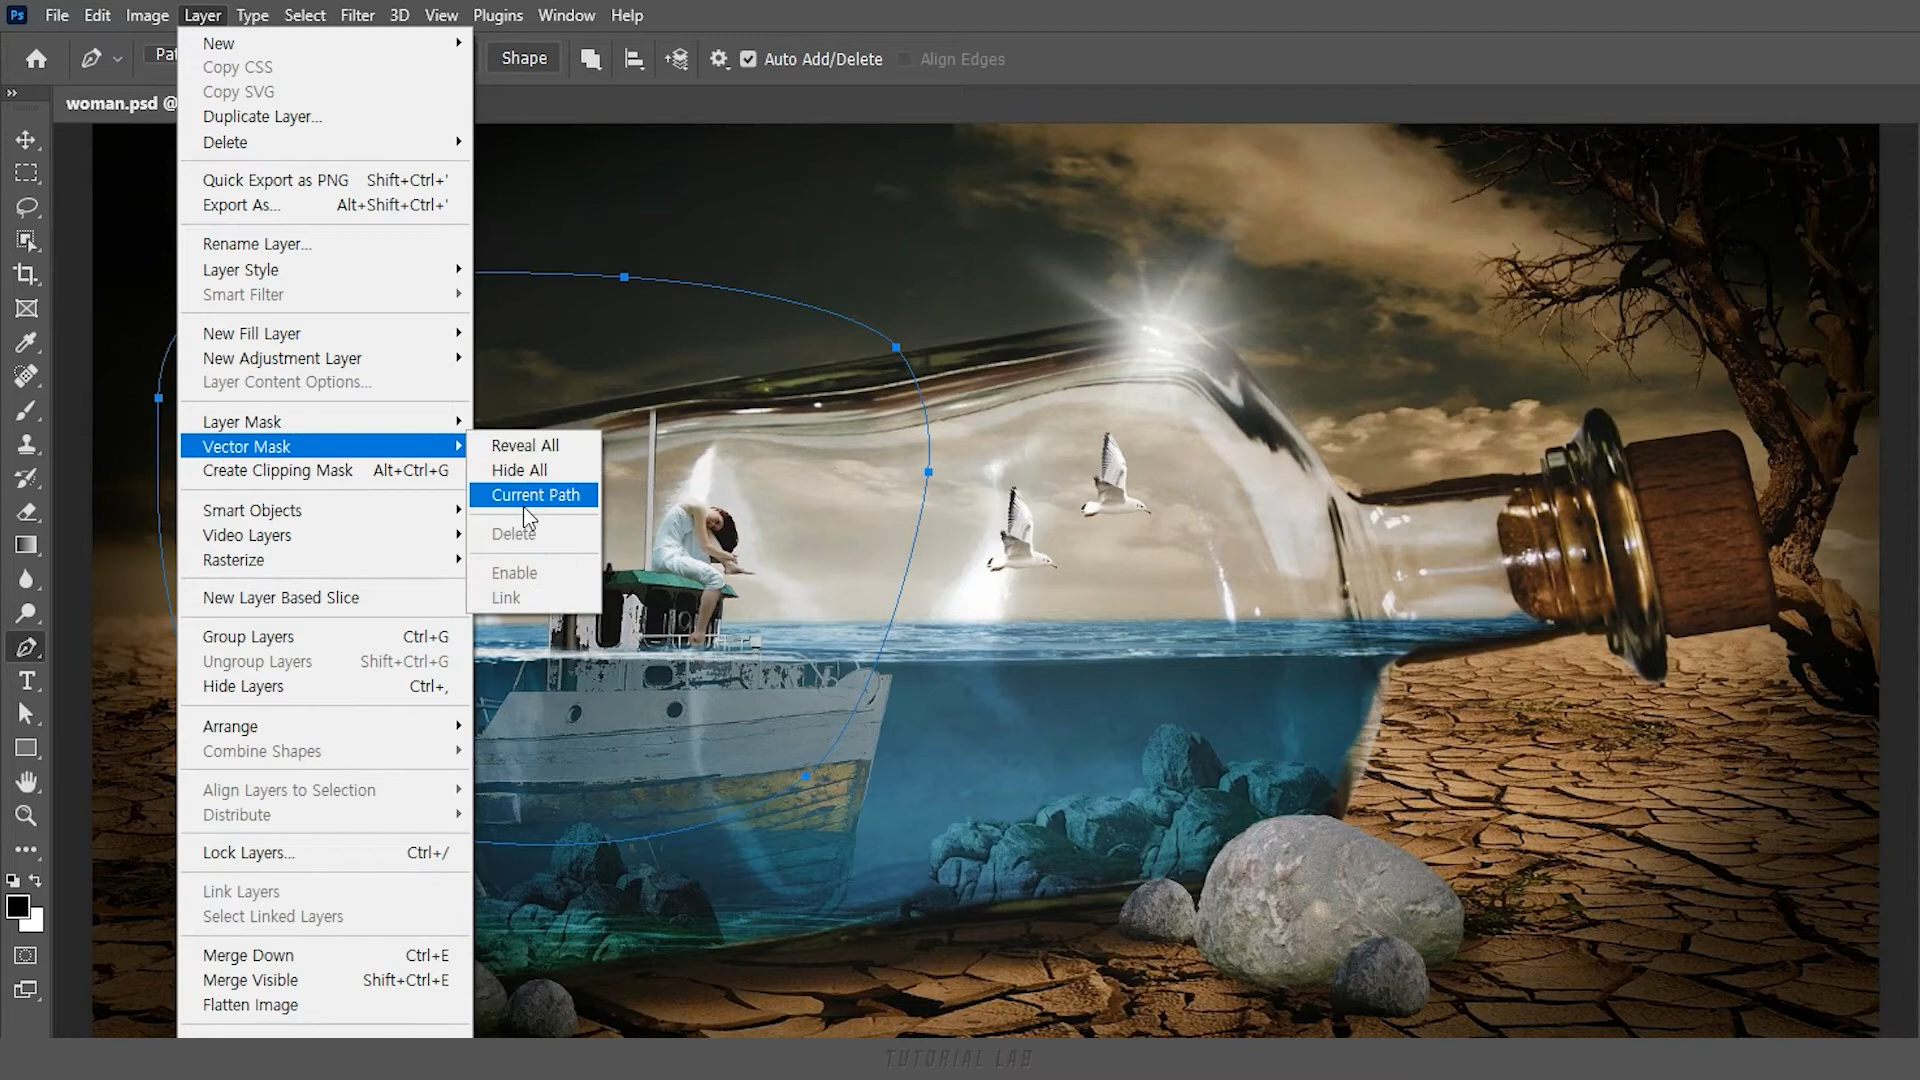 Ps File Edit Image Layer Type Select Filter 3D View Plugins Window Help
Shape Auto Add/Delete Align Edges
woman.psd @
New
Copy CSS
Copy SVG
Duplicate Layer...
Delete
Quick Export as PNG Shift+Ctrl+'
Export As... Alt+Shift+Ctrl+'
Rename Layer...
Layer Style
Smart Filter
New Fill Layer
New Adjustment Layer
Layer Content Options...
Layer Mask
Vector Mask
Create Clipping Mask Alt+Ctrl+G
Smart Objects
Video Layers
Rasterize
New Layer Based Slice
Group Layers Ctrl+G
Ungroup Layers Shift+Ctrl+G
Hide Layers Ctrl+,
Arrange
Combine Shapes
Align Layers to Selection
Distribute
Lock Layers... Ctrl+/
Link Layers
Select Linked Layers
Merge Down Ctrl+E
Merge Visible Shift+Ctrl+E
Flatten Image
Reveal All
Hide All
Current Path
Delete
Enable
Link
TUTORIAL LAB